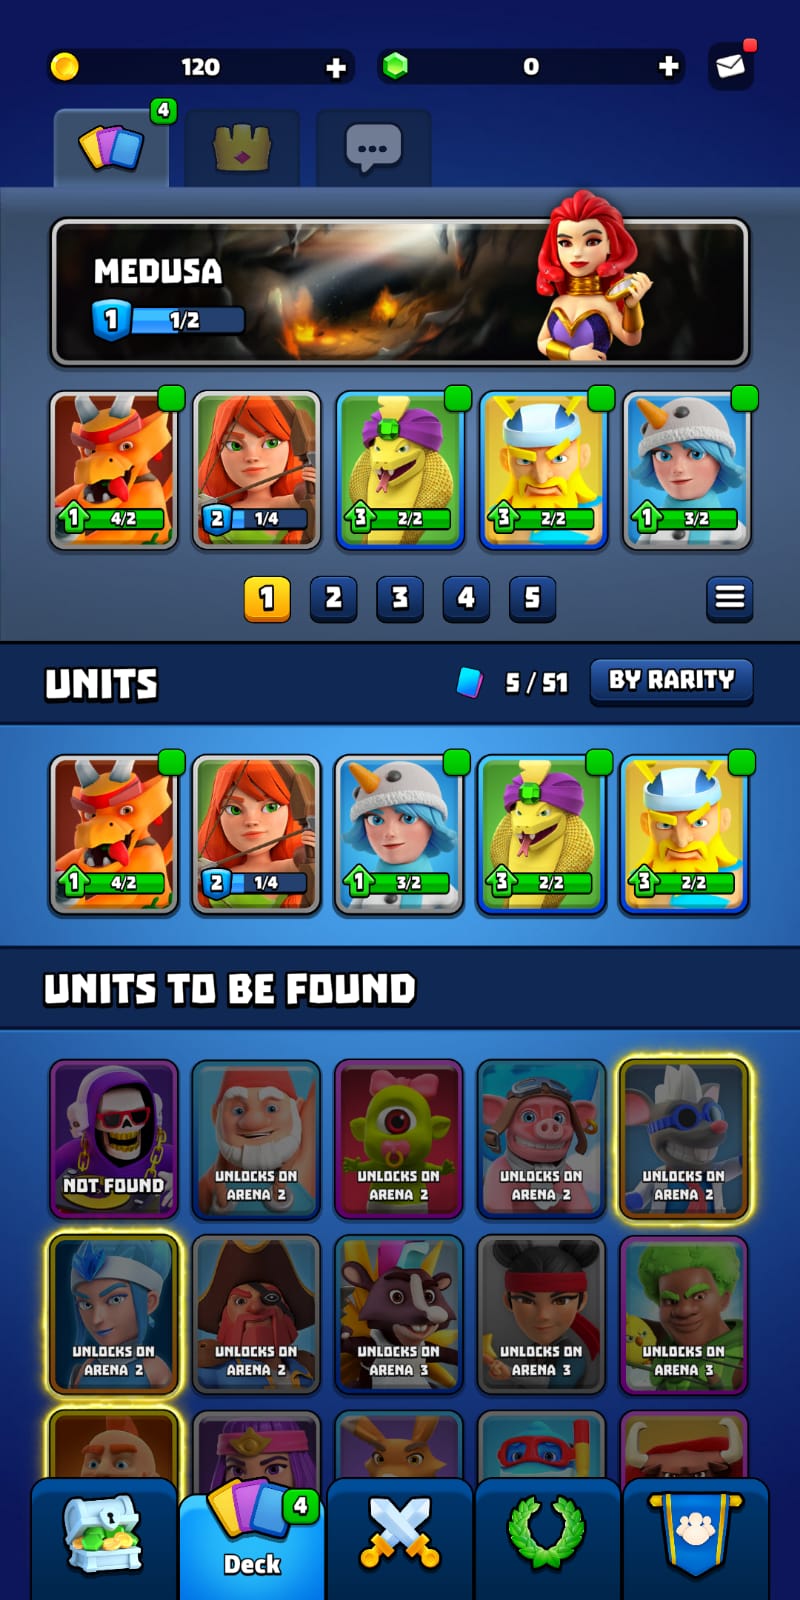 120
0
4
MEDUSA
1 1/2
1 4/2
2 1/4
3 2/2
3 2/2
1 3/2
1 2 3 4 5
UNITS
5 / 51
BY RARITY
1 4/2
2 1/4
1 3/2
3 2/2
3 2/2
UNITS TO BE FOUND
NOT FOUND
UNLOCKS ON
ARENA 2
UNLOCKS ON
ARENA 2
UNLOCKS ON
ARENA 2
UNLOCKS ON
ARENA 2
UNLOCKS ON
ARENA 2
UNLOCKS ON
ARENA 2
UNLOCKS ON
ARENA 3
UNLOCKS ON
ARENA 3
UNLOCKS ON
ARENA 3
4
Deck